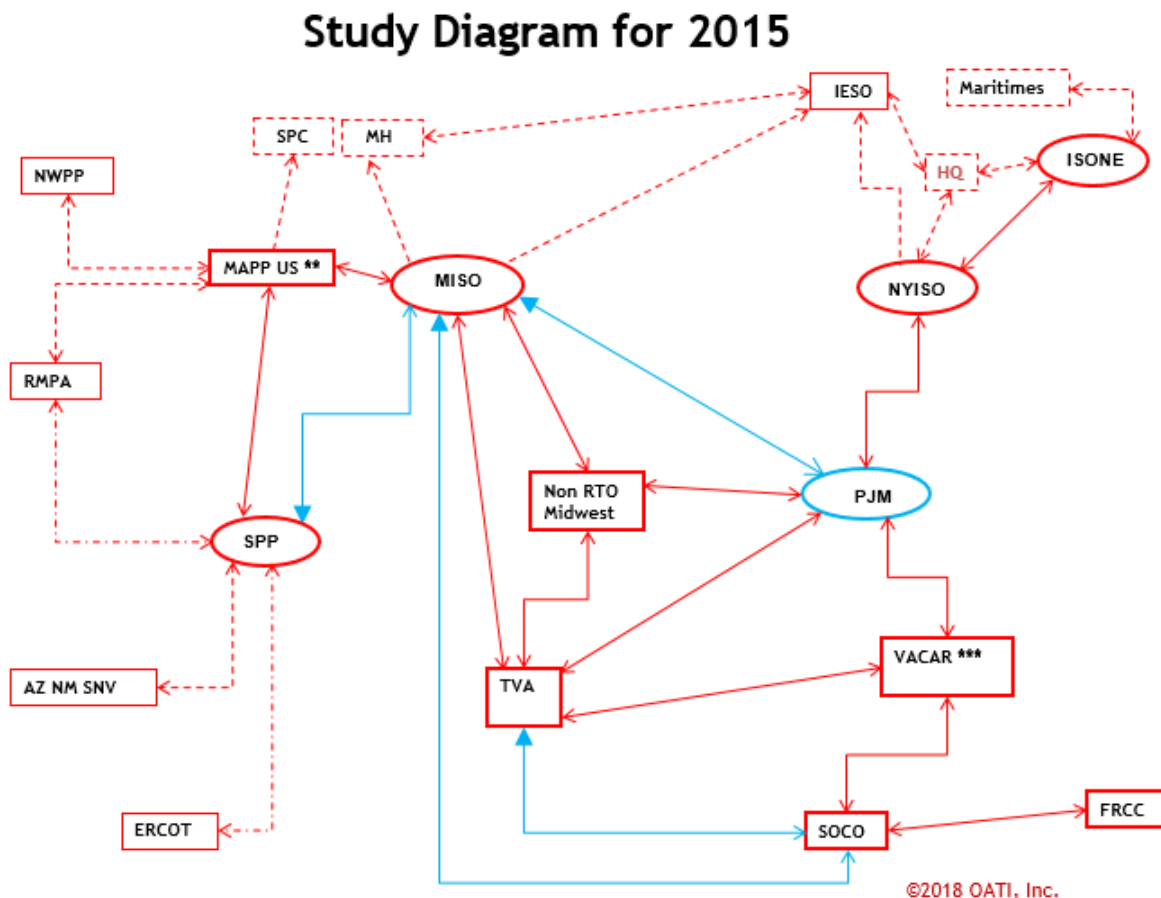 Study Diagram for 2015
IESO
Maritimes
SPC
MH
ISONE
NWPP
HQ
MAPP US **
MISO
NYISO
RMPA
Non RTO
Midwest
PJM
SPP
VACAR ***
AZ NM SNV
TVA
ERCOT
SOCO
FRCC
©2018 OATI, Inc.